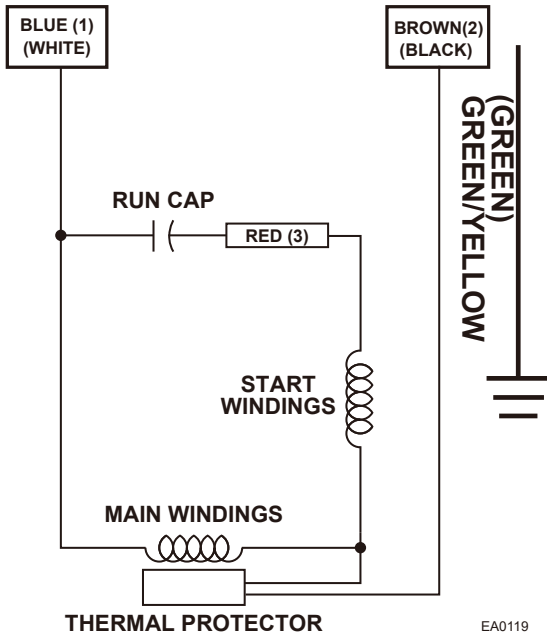 BLUE (1)
(WHITE)
BROWN(2)
(BLACK)
(GREEN)
GREEN/YELLOW
RUN CAP
RED (3)
START
WINDINGS
MAIN WINDINGS
THERMAL PROTECTOR
EA0119